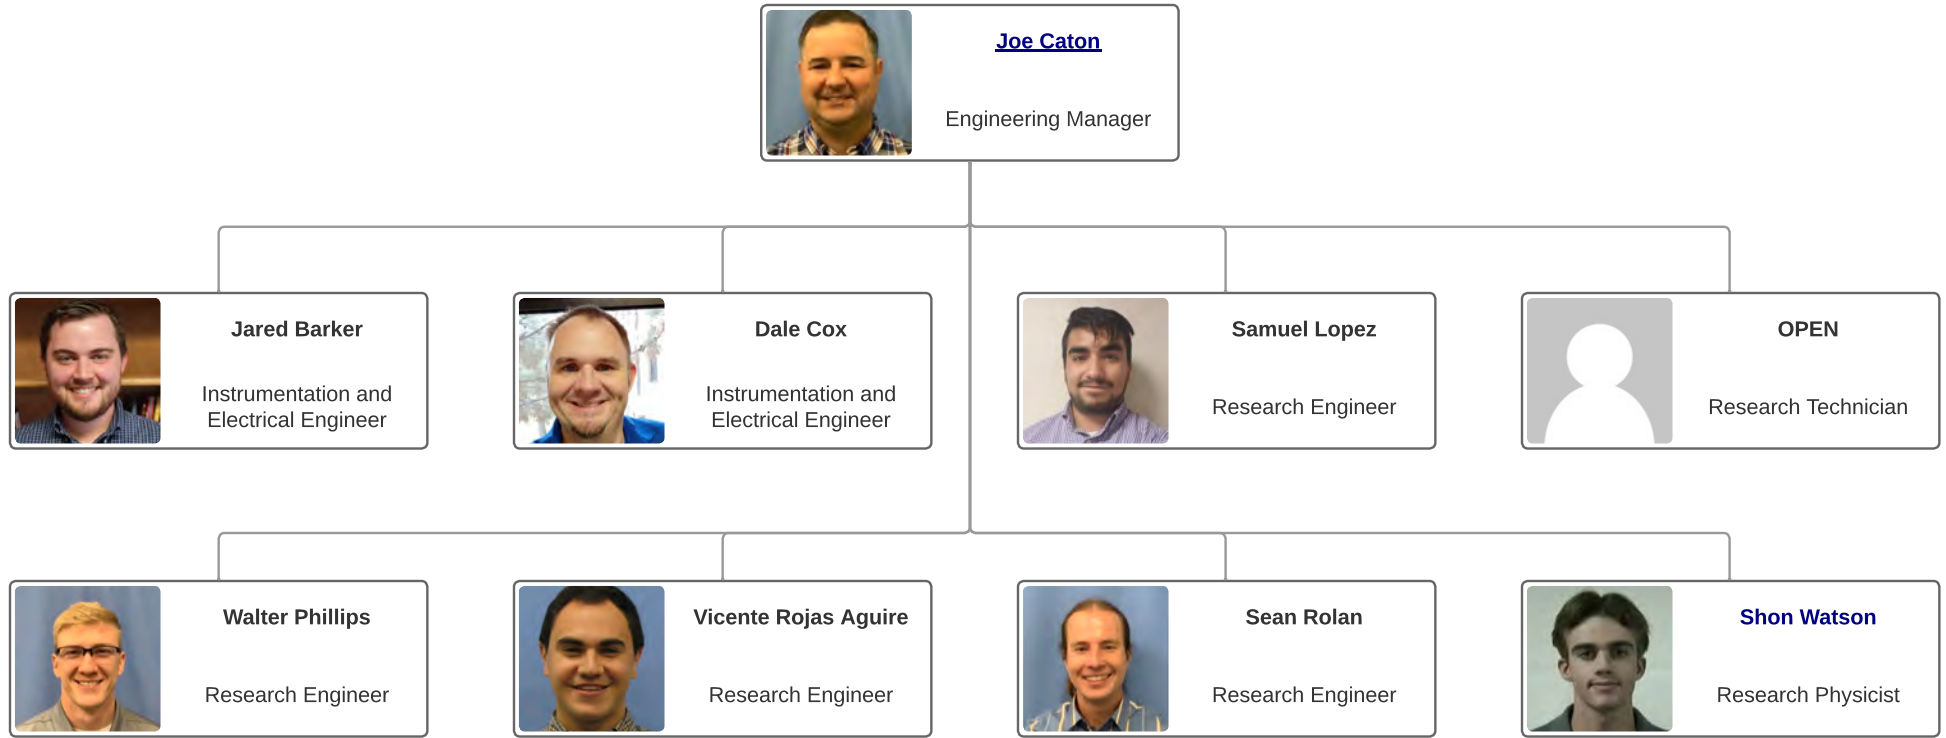 Joe Caton
Engineering Manager
Jared Barker
Instrumentation and
Electrical Engineer
Dale Cox
Instrumentation and
Electrical Engineer
Samuel Lopez
Research Engineer
OPEN
Research Technician
Walter Phillips
Research Engineer
Vicente Rojas Aguire
Research Engineer
Sean Rolan
Research Engineer
Shon Watson
Research Physicist